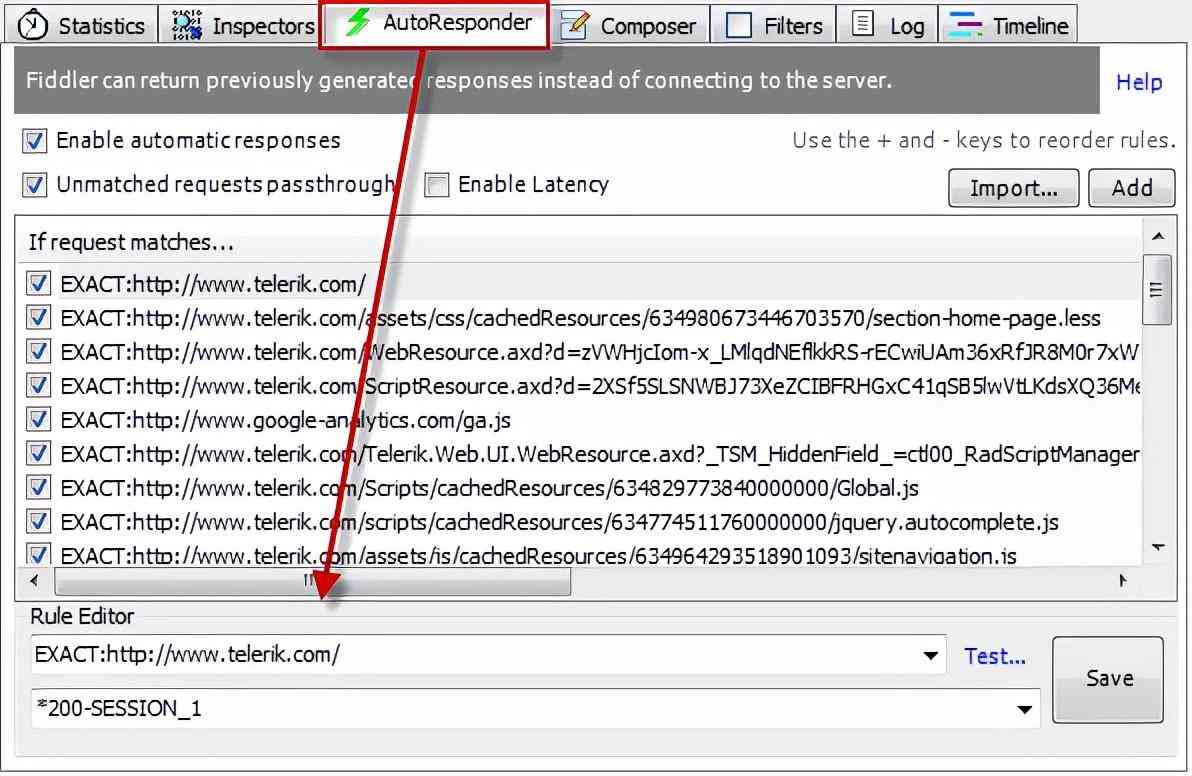 Statistics Inspectors AutoResponder Composer Filters Log Timeline
Fiddler can return previously generated responses instead of connecting to the server.
Help
Enable automatic responses
Use the + and - keys to reorder rules.
Unmatched requests passthrough
Enable Latency
Import...
Add
If request matches...
EXACT:http://www.telerik.com/
EXACT:http://www.telerik.com/assets/css/cachedResources/634980673446703570/section-home-page.less
EXACT:http://www.telerik.com/WebResource.axd?d=zVWHjcIom-x_LMlqdNEflkkRS-rECwiUAm36xRfJR8M0r7xW
EXACT:http://www.telerik.com/ScriptResource.axd?d=2XSf5SLSNWBJ73XeZCIBFRHGxC41qSB5lwVtLKdsXQ36Me
EXACT:http://www.google-analytics.com/ga.js
EXACT:http://www.telerik.com/Telerik.Web.UI.WebResource.axd?_TSM_HiddenField_=ctl00_RadScriptManager
EXACT:http://www.telerik.com/Scripts/cachedResources/634829773840000000/Global.js
EXACT:http://www.telerik.com/scripts/cachedResources/634774511760000000/jquery.autocomplete.js
EXACT:http://www.telerik.com/assets/js/cachedResources/634964293518901093/sitenavigation.js
Rule Editor
EXACT:http://www.telerik.com/
Test...
Save
*200-SESSION_1